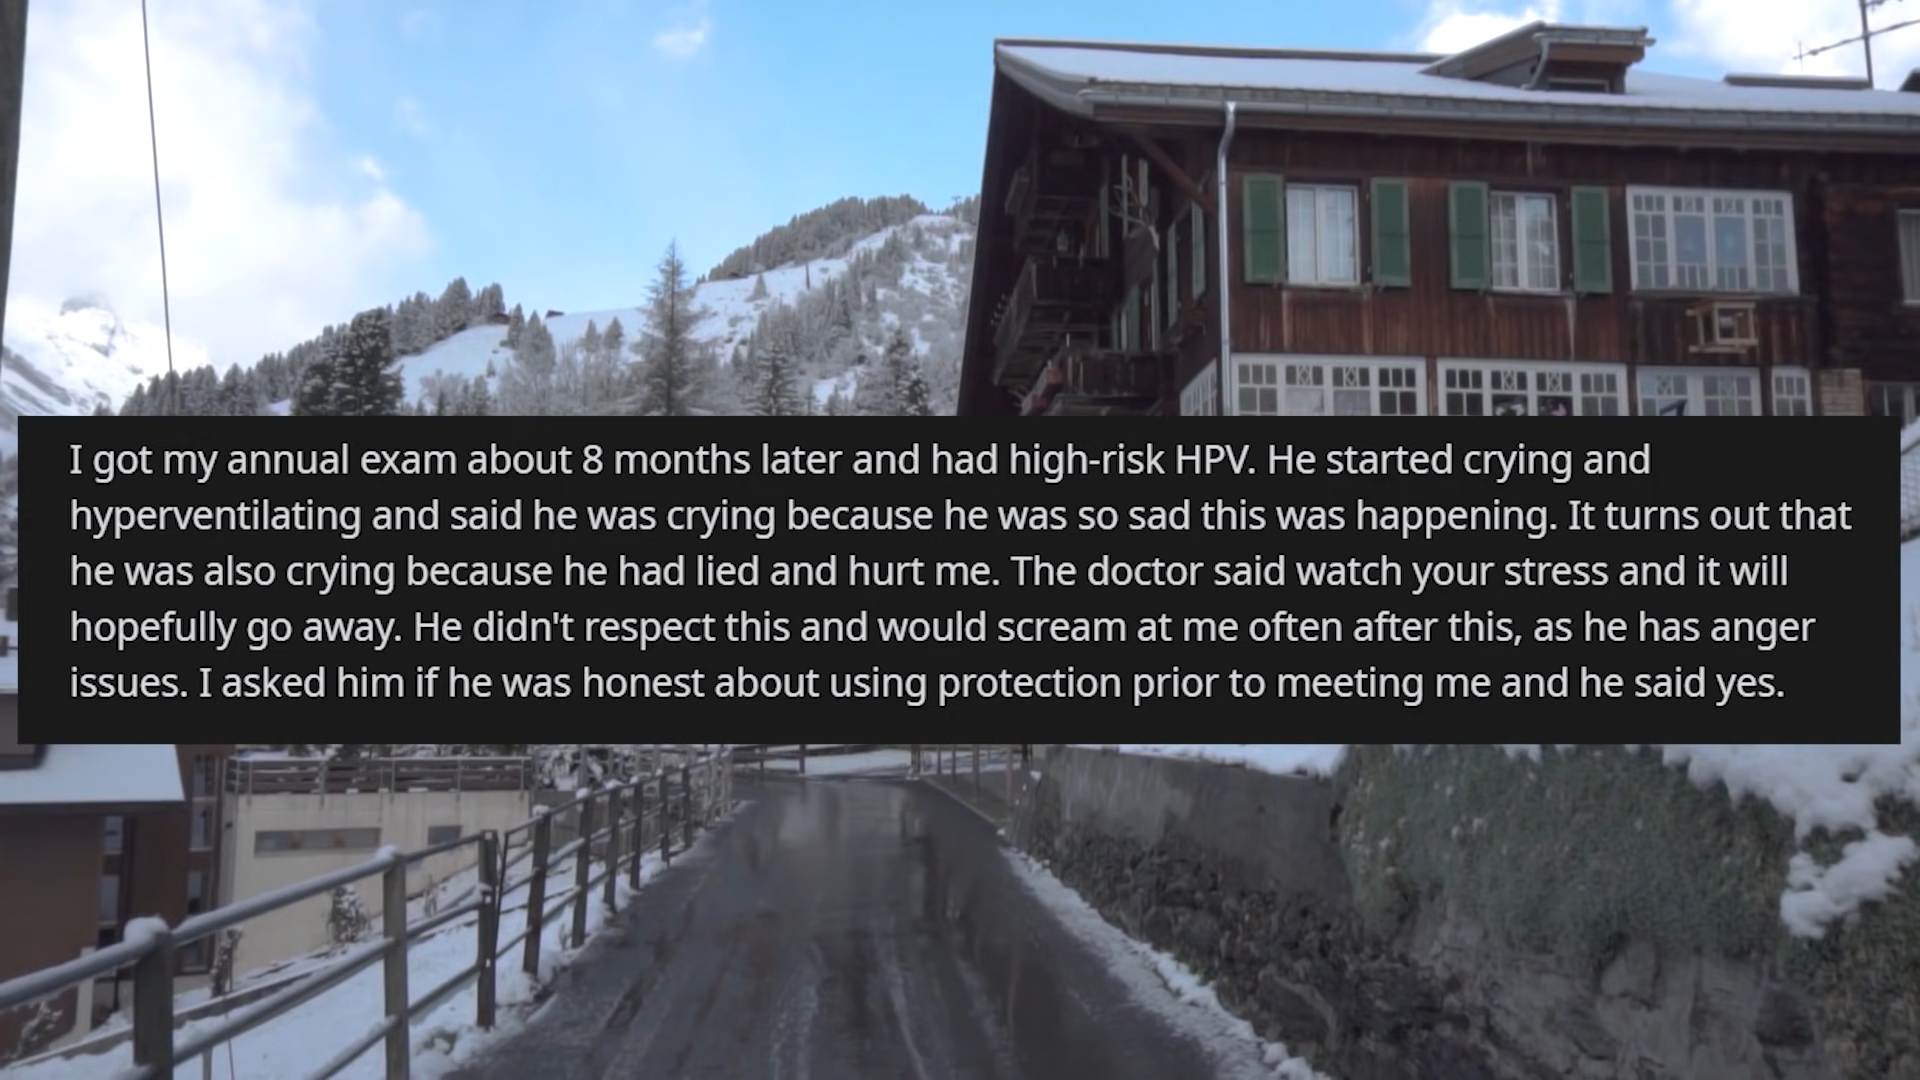 I got my annual exam about 8 months later and had high-risk HPV. He started crying and
hyperventilating and said he was crying because he was so sad this was happening. It turns out that
he was also crying because he had lied and hurt me. The doctor said watch your stress and it will
hopefully go away. He didn't respect this and would scream at me often after this, as he has anger
issues. I asked him if he was honest about using protection prior to meeting me and he said yes.